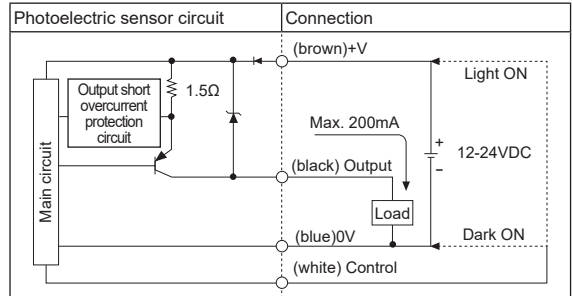 Photoelectric sensor circuit
Connection
(brown)+V
Light ON
Output short
overcurrent
protection
circuit
1.5Ω
Max. 200mA
+
12-24VDC
-
Main circuit
(black) Output
Load
(blue)0V
Dark ON
(white) Control